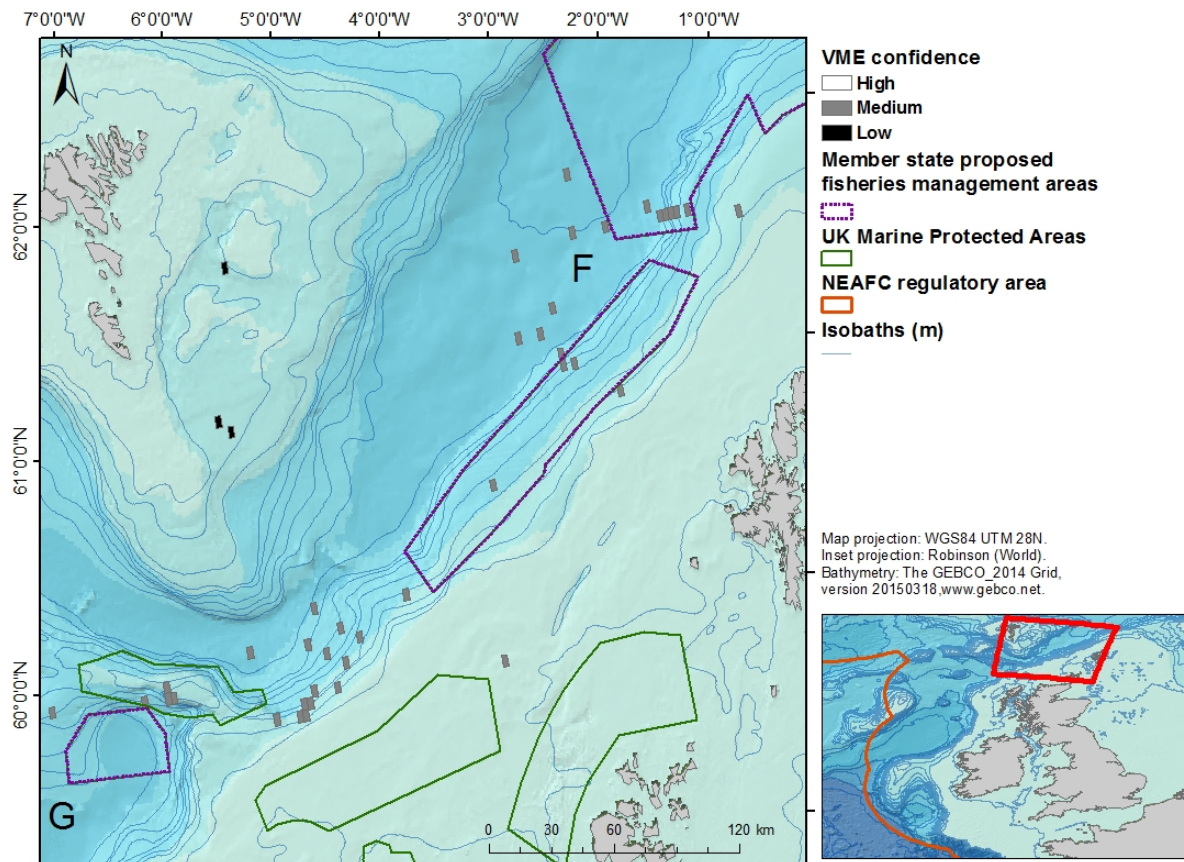 7°0'0"W 6°0'0"W 5°0'0"W 4°0'0"W 3°0'0"W 2°0'0"W 1°0'0"W
N
62°0'0"N
61°0'0"N
60°0'0"N
F
G
0 30 60 120 km
VME confidence
High
Medium
Low
Member state proposed
fisheries management areas
UK Marine Protected Areas
NEAFC regulatory area
Isobaths (m)
Map projection: WGS84 UTM 28N.
Inset projection: Robinson (World).
Bathymetry: The GEBCO_2014 Grid,
version 20150318,www.gebco.net.